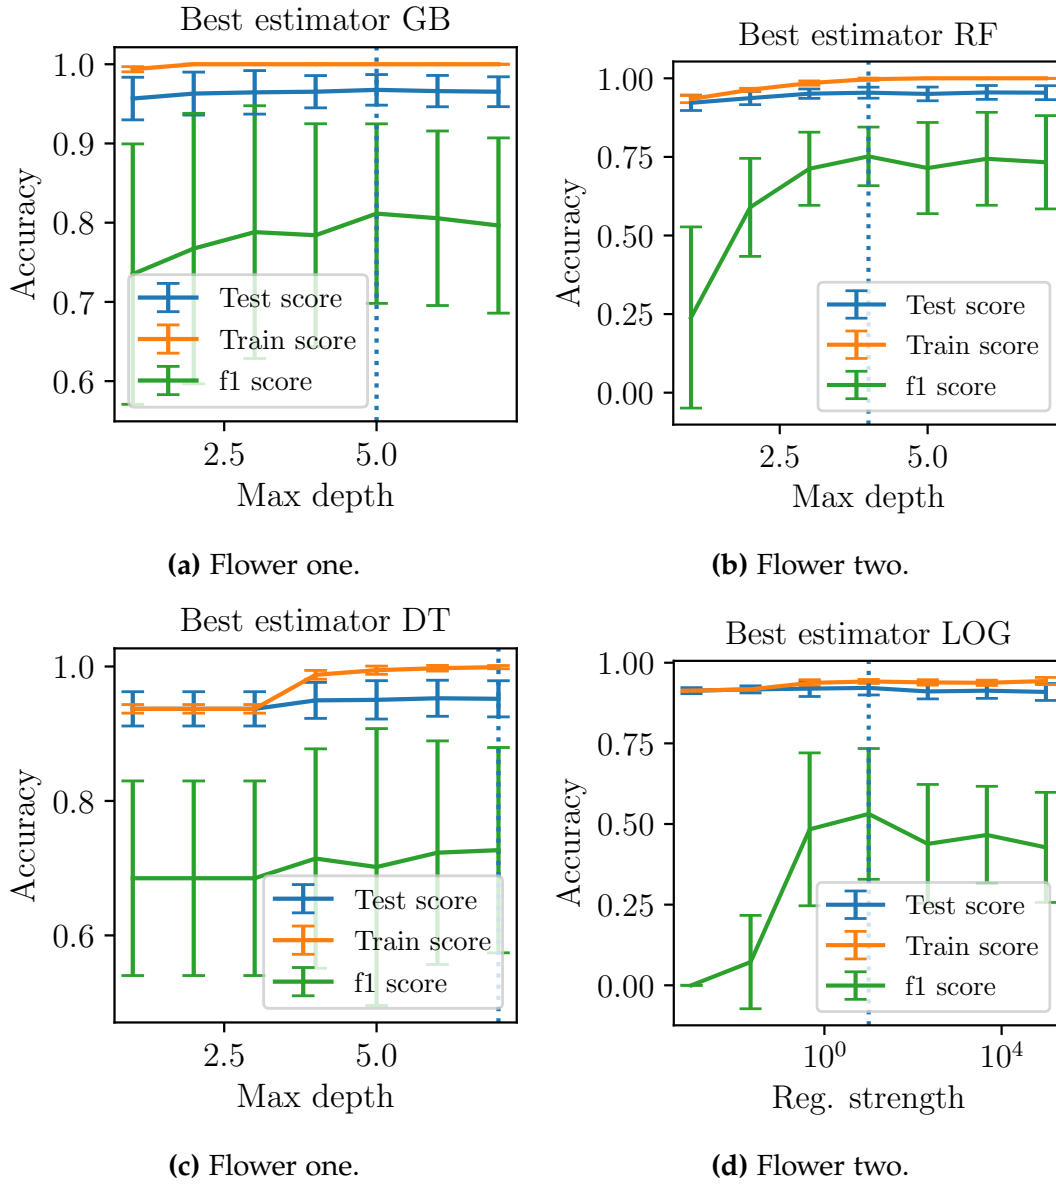 Best estimator GB
Accuracy
1.0
0.9
0.8
0.7
0.6
Test score
Train score
f1 score
2.5
5.0
Max depth
(a) Flower one.
Best estimator RF
Accuracy
1.00
0.75
0.50
0.25
0.00
Test score
Train score
f1 score
2.5
5.0
Max depth
(b) Flower two.
Best estimator DT
Accuracy
1.0
0.8
0.6
Test score
Train score
f1 score
2.5
5.0
Max depth
(c) Flower one.
Best estimator LOG
Accuracy
1.00
0.75
0.50
0.25
0.00
Test score
Train score
f1 score
10⁰
10⁴
Reg. strength
(d) Flower two.